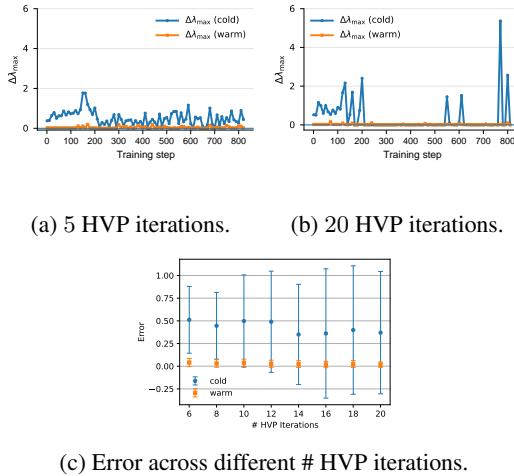 6
4
2
0
Δλmax
Δλmax (cold)
Δλmax (warm)
0 100 200 300 400 500 600 700 800
Training step
6
4
2
0
Δλmax
Δλmax (cold)
Δλmax (warm)
0 100 200 300 400 500 600 700 800
Training step
(a) 5 HVP iterations.
(b) 20 HVP iterations.
1.00
0.75
0.50
0.25
0.00
−0.25
Error
cold
warm
6 8 10 12 14 16 18 20
# HVP Iterations
(c) Error across different # HVP iterations.